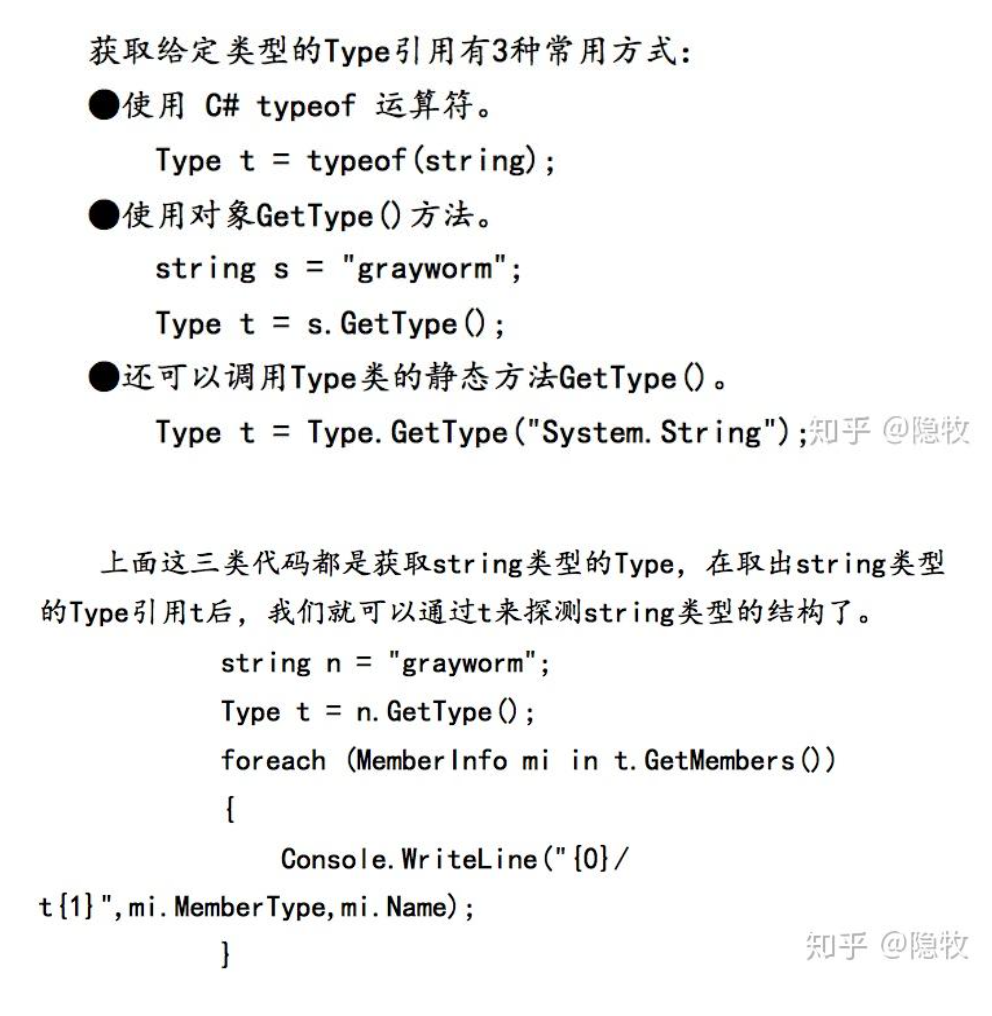 获取给定类型的Type引用有3种常用方式：
●使用 C# typeof 运算符。
Type t = typeof(string);
●使用对象GetType()方法。
string s = "grayworm";
Type t = s.GetType();
●还可以调用Type类的静态方法GetType()。
Type t = Type.GetType("System.String");知乎 @隐牧
上面这三类代码都是获取string类型的Type，在取出string类型
的Type引用t后，我们就可以通过t来探测string类型的结构了。
string n = "grayworm";
Type t = n.GetType();
foreach (MemberInfo mi in t.GetMembers())
{
Console.WriteLine("{0}/
t{1}",mi.MemberType,mi.Name);
}
知乎 @隐牧